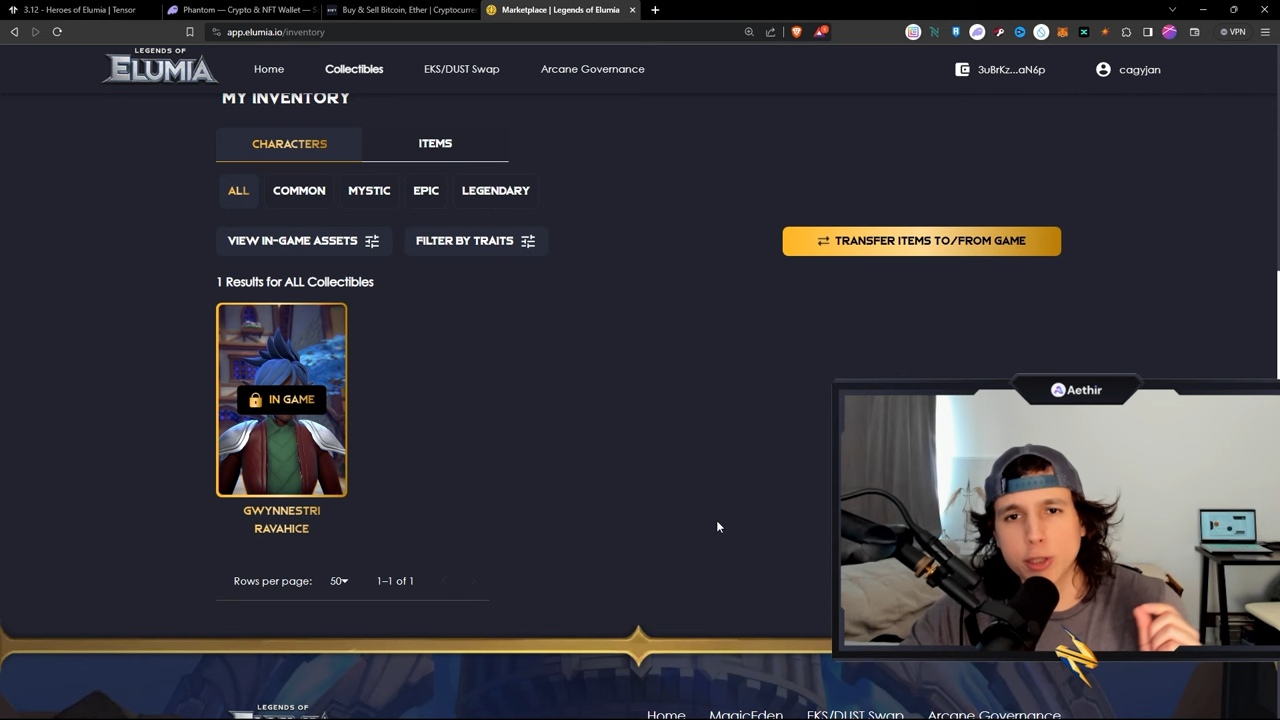 3.12 - Heroes of Elumia | Tensor
Phantom — Crypto & NFT Wallet — S
Buy & Sell Bitcoin, Ether | Cryptocurre
Marketplace | Legends of Elumia
app.elumia.io/inventory
VPN
LEGENDS OF
ELUMIA
Home
Collectibles
EKS/DUST Swap
Arcane Governance
3uBrKz...aN6p
cagyjan
MY INVENTORY
CHARACTERS
ITEMS
ALL
COMMON
MYSTIC
EPIC
LEGENDARY
VIEW IN-GAME ASSETS
FILTER BY TRAITS
TRANSFER ITEMS TO/FROM GAME
1 Results for ALL Collectibles
IN GAME
GWYNNESTRI
RAVAHICE
Aethir
Rows per page:
50
1–1 of 1
LEGENDS OF
Home
MagicEden
EKS/DUST Swap
Arcane Governance